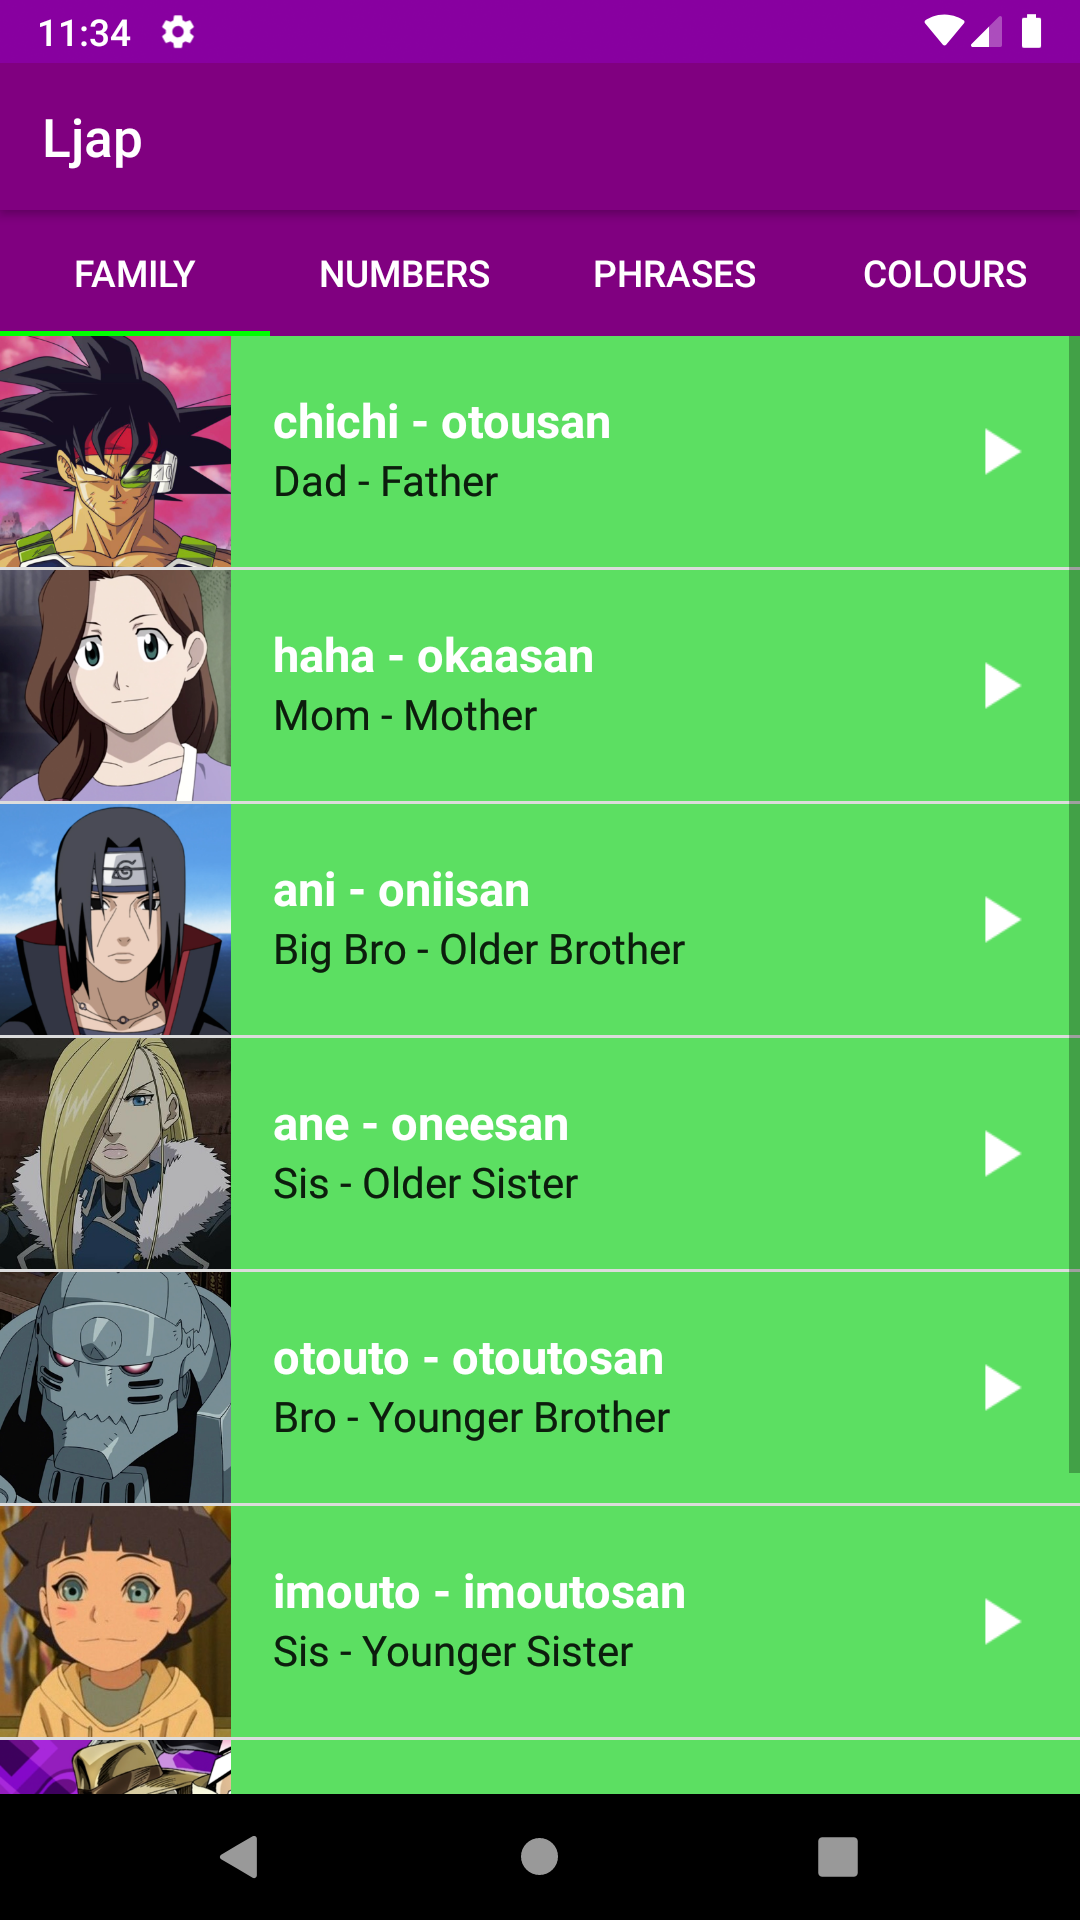 11:34
Ljap
FAMILY NUMBERS PHRASES COLOURS
chichi - otousan
Dad - Father
haha - okaasan
Mom - Mother
ani - oniisan
Big Bro - Older Brother
ane - oneesan
Sis - Older Sister
otouto - otoutosan
Bro - Younger Brother
imouto - imoutosan
Sis - Younger Sister